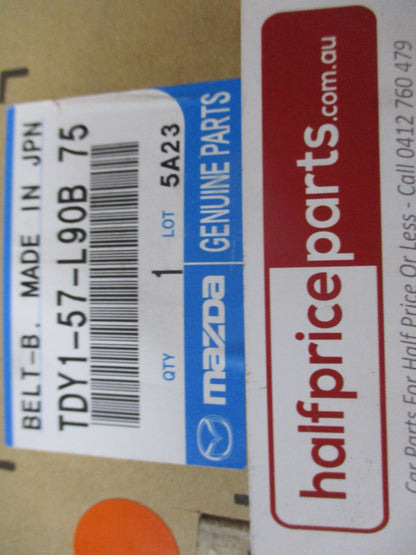 BELT-B. MADE IN JPN
TDY1-57-L90B 75
QTY 1 LOT 5A23
mazda GENUINE PARTS
halfpriceparts.com.au
Car Parts For Half Price Or Less - Call 0412 760 479